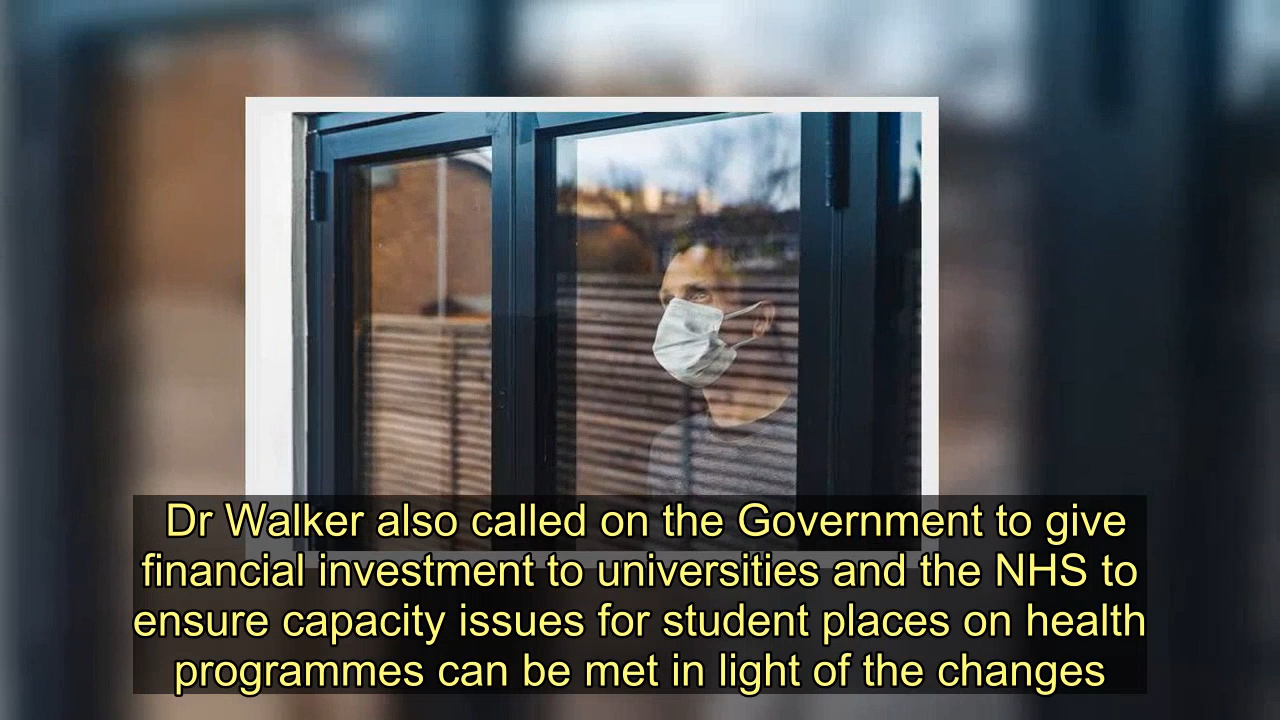 Dr Walker also called on the Government to give
financial investment to universities and the NHS to
ensure capacity issues for student places on health
programmes can be met in light of the changes